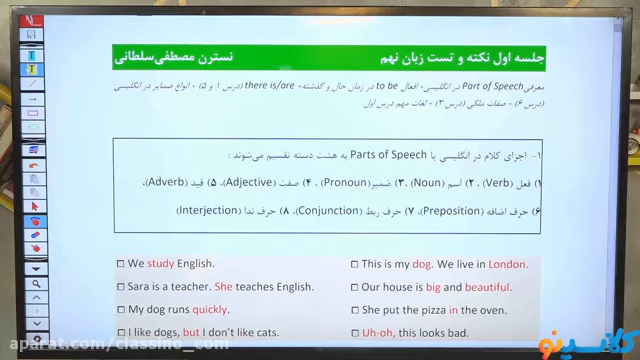 جلسه اول نکته و تست زبان نهم
نسترن مصطفی‌سلطانی
معرفی Part of Speech در انگلیسی+ افعال to be در زمان حال و گذشته+ there is/are (درس ۱ و ۵) + انواع ضمایر در انگلیسی
(درس ۶) + صفات ملکی (درس ۳) + لغات مهم درس اول
۱- اجزای کلام در انگلیسی یا Parts of Speech به هشت دسته تقسیم می‌شوند :
۱) فعل (Verb) ، ۲) اسم (Noun) ،۳) ضمیر(Pronoun) ، ۴) صفت (Adjective)، ۵) قید (Adverb)،
۶) حرف اضافه (Preposition)، ۷) حرف ربط (Conjunction)، ۸) حرف ندا (Interjection)
We study English.
This is my dog. We live in London.
Sara is a teacher. She teaches English.
Our house is big and beautiful.
My dog runs quickly.
She put the pizza in the oven.
I like dogs, but I don't like cats.
Uh-oh, this looks bad.
aparat.com/classino_com
کلاسینو